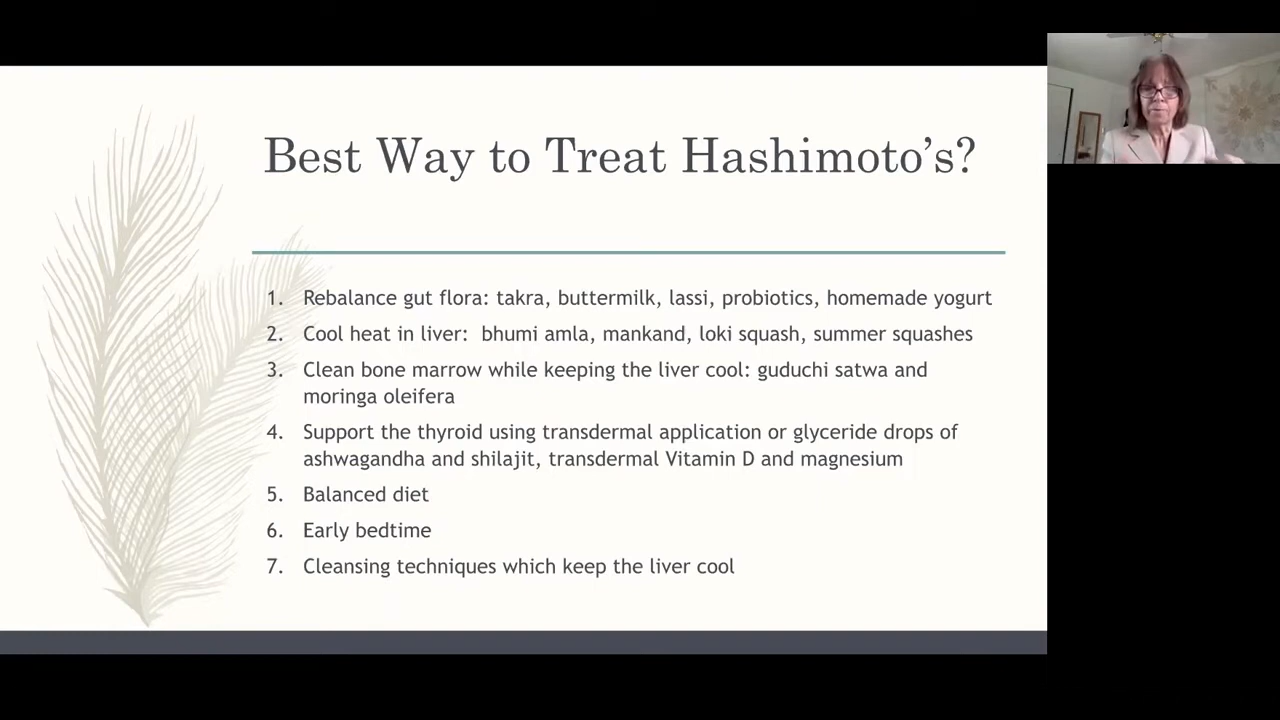 Best Way to Treat Hashimoto's?
1. Rebalance gut flora: takra, buttermilk, lassi, probiotics, homemade yogurt
2. Cool heat in liver:  bhumi amla, mankand, loki squash, summer squashes
3. Clean bone marrow while keeping the liver cool: guduchi satwa and
moringa oleifera
4. Support the thyroid using transdermal application or glyceride drops of
ashwagandha and shilajit, transdermal Vitamin D and magnesium
5. Balanced diet
6. Early bedtime
7. Cleansing techniques which keep the liver cool